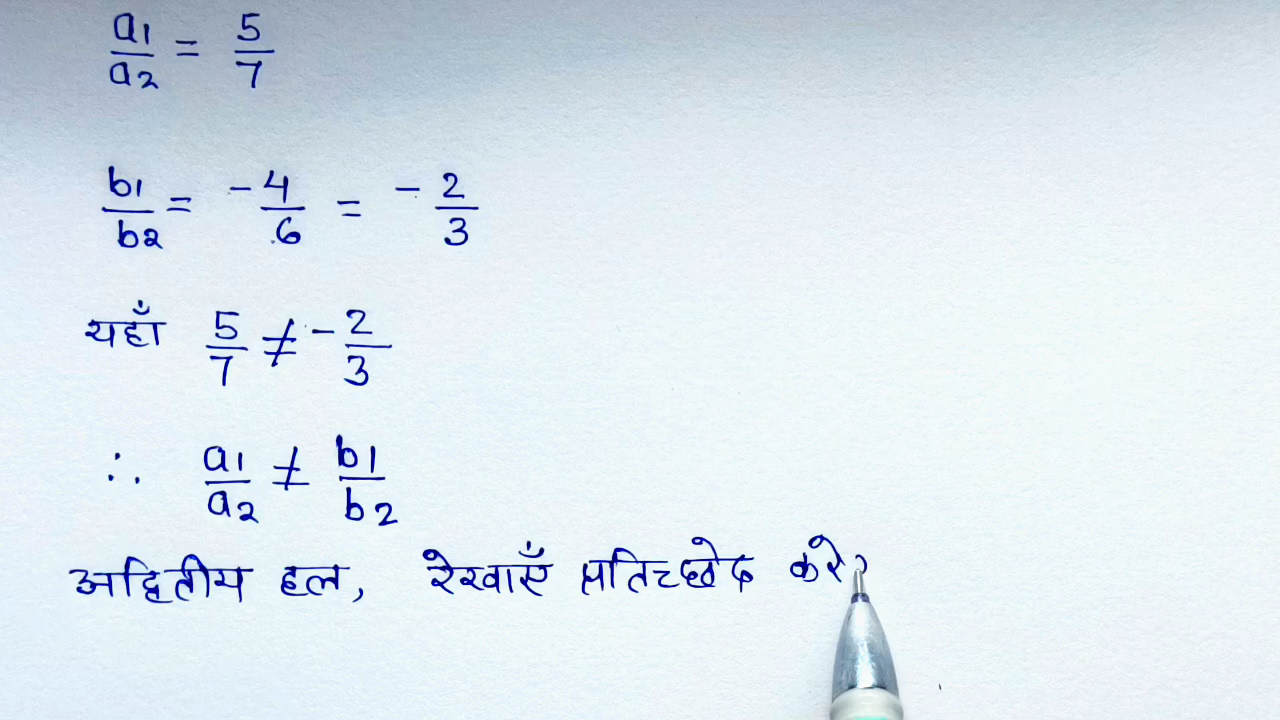 a1/a2 = 5/7
b1/b2 = -4/6 = -2/3
यहाँ 5/7 ≠ -2/3
∴ a1/a2 ≠ b1/b2
अद्वितीय हल, रेखाएँ प्रतिच्छेद